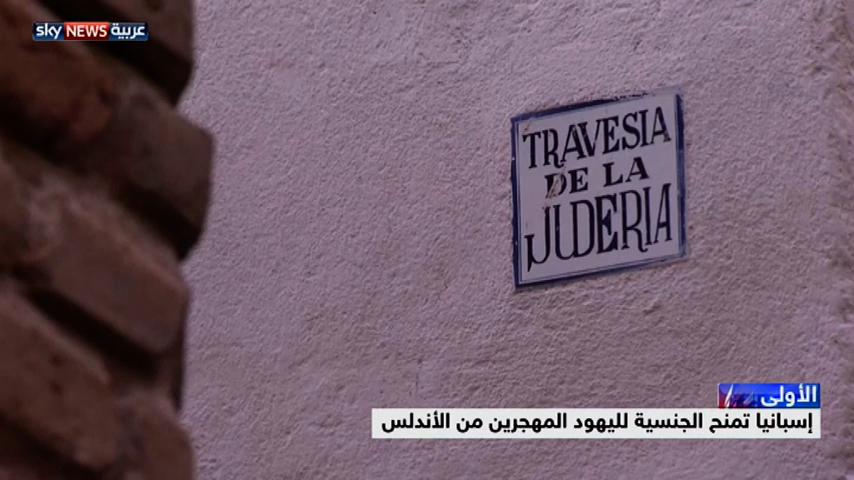 sky NEWS عربية
TRAVESIA
DE LA
JUDERIA
الأولى
إسبانيا تمنح الجنسية لليهود المهجرين من الأندلس